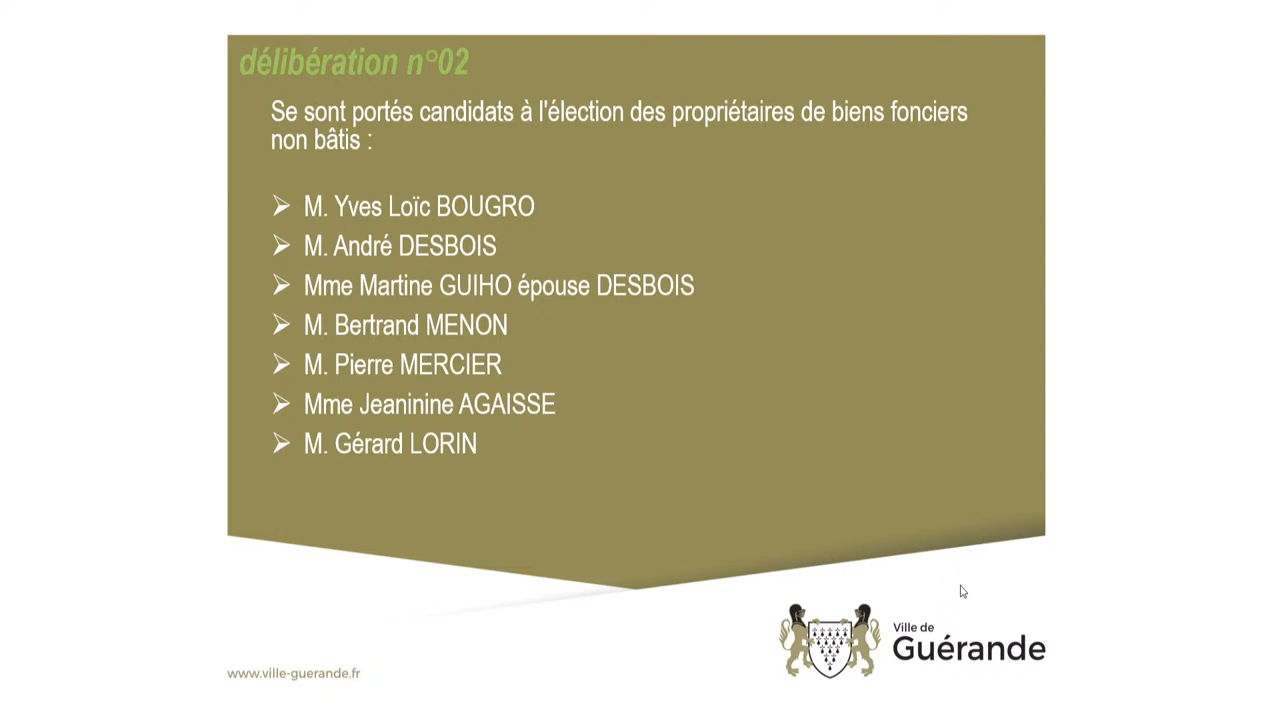 délibération n°02
Se sont portés candidats à l'élection des propriétaires de biens fonciers
non bâtis :
M. Yves Loïc BOUGRO
M. André DESBOIS
Mme Martine GUIHO épouse DESBOIS
M. Bertrand MENON
M. Pierre MERCIER
Mme Jeaninine AGAISSE
M. Gérard LORIN
Ville de
Guérande
www.ville-guerande.fr